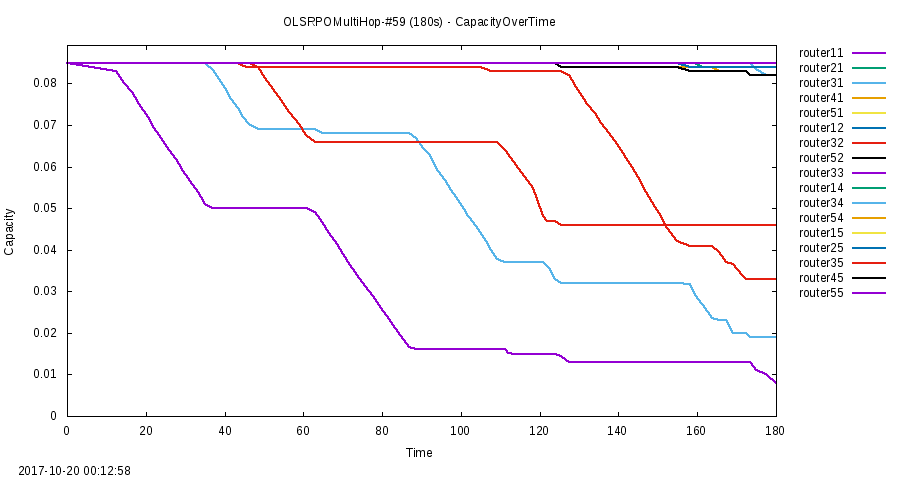 OLSRPOMultiHop-#59 (180s) - CapacityOverTime
Capacity
0.08
0.07
0.06
0.05
0.04
0.03
0.02
0.01
0
0 20 40 60 80 100 120 140 160 180
Time
router11
router21
router31
router41
router51
router12
router32
router52
router33
router14
router34
router54
router15
router25
router35
router45
router55
2017-10-20 00:12:58